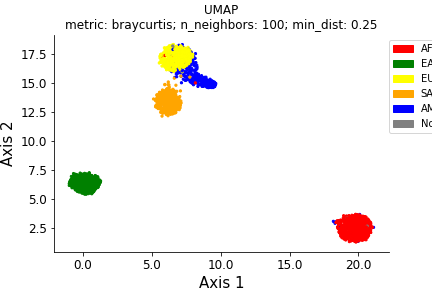 UMAP
metric: braycurtis; n_neighbors: 100; min_dist: 0.25
17.5
15.0
12.5
10.0
7.5
5.0
2.5
Axis 2
0.0 5.0 10.0 15.0 20.0
Axis 1
AF
EA
EU
SA
AM